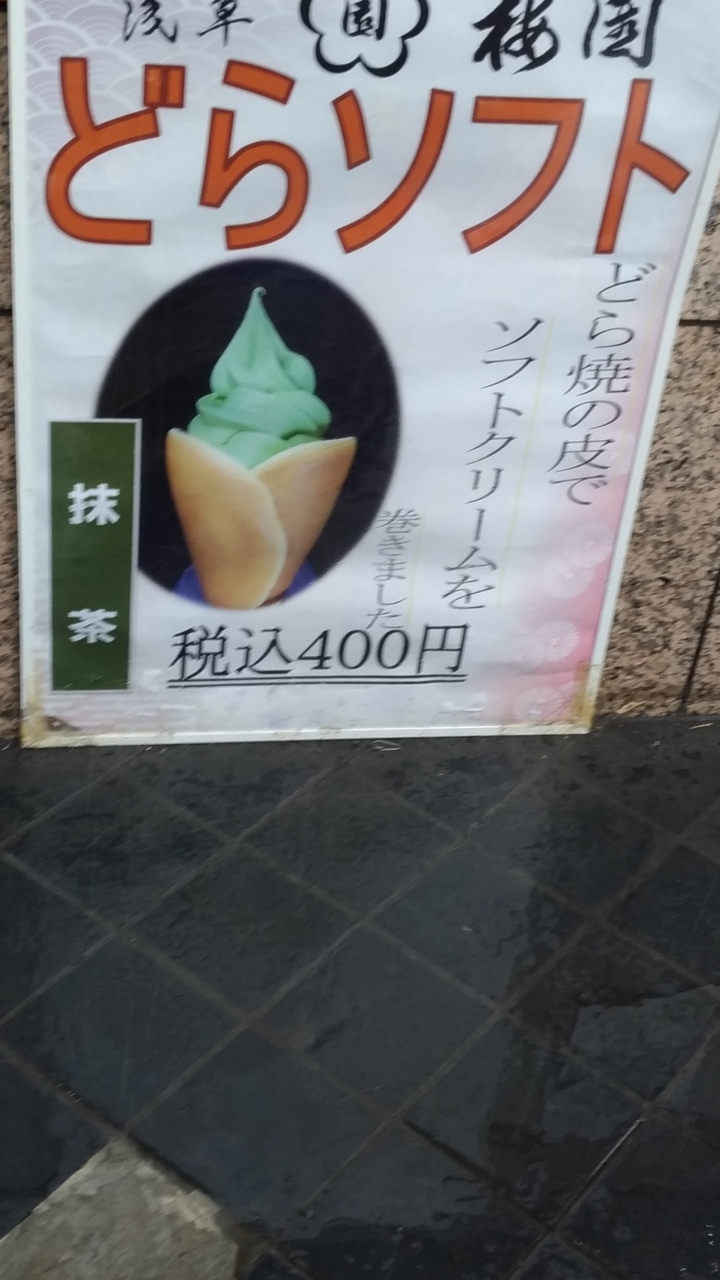 浅草 園 梅園
どらソフト
どら焼の皮で
ソフトクリームを
巻きました
抹茶
税込400円